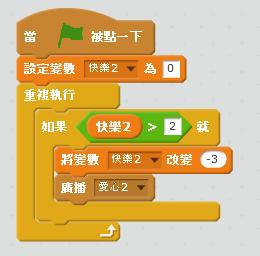 當 被點一下
設定變數 快樂2 為 0
重複執行
如果 快樂2 > 2 就
將變數 快樂2 改變 -3
廣播 愛心2